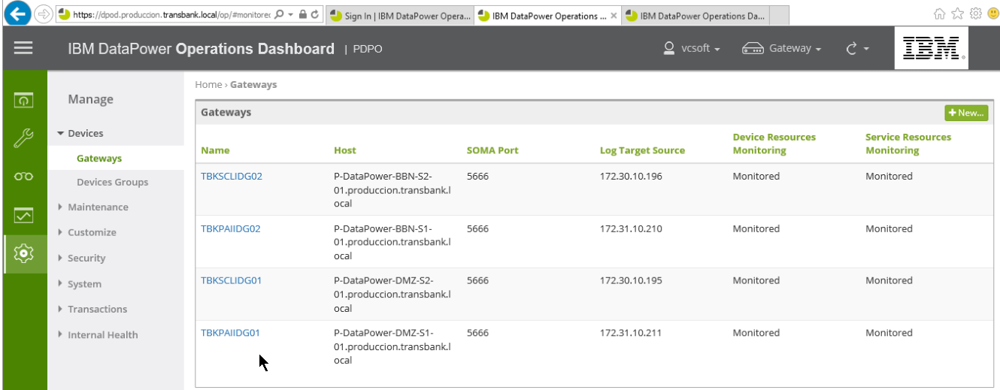 https://dpod.produccion.transbank.local/op/#monitorec
Sign In | IBM DataPower Opera...
IBM DataPower Operations ...
IBM DataPower Operations Da...
IBM DataPower Operations Dashboard | PDPO
vcsoft
Gateway
IBM
Home › Gateways
Manage
Devices
Gateways
Devices Groups
Maintenance
Customize
Security
System
Transactions
Internal Health
Gateways
+ New...
Name Host SOMA Port Log Target Source Device Resources Monitoring Service Resources Monitoring
TBKSCLIDG02 P-DataPower-BBN-S2- 5666 172.30.10.196 Monitored Monitored
01.produccion.transbank.l
ocal
TBKPAIIDG02 P-DataPower-BBN-S1- 5666 172.31.10.210 Monitored Monitored
01.produccion.transbank.l
ocal
TBKSCLIDG01 P-DataPower-DMZ-S2- 5666 172.30.10.195 Monitored Monitored
01.produccion.transbank.l
ocal
TBKPAIIDG01 P-DataPower-DMZ-S1- 5666 172.31.10.211 Monitored Monitored
01.produccion.transbank.l
ocal